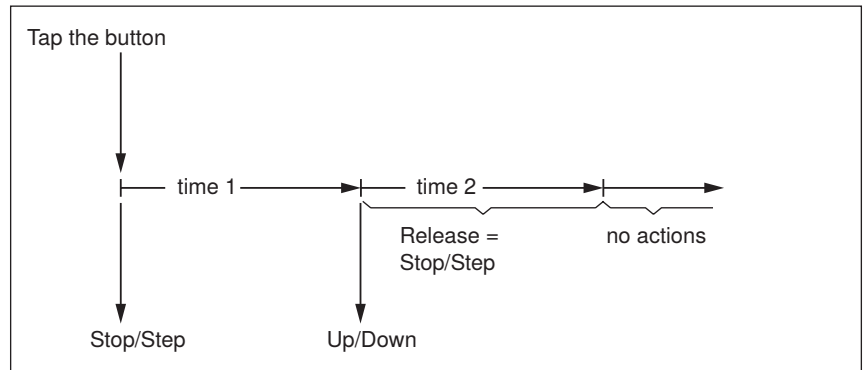 Tap the button
time 1
time 2
Release =
Stop/Step
no actions
Stop/Step
Up/Down